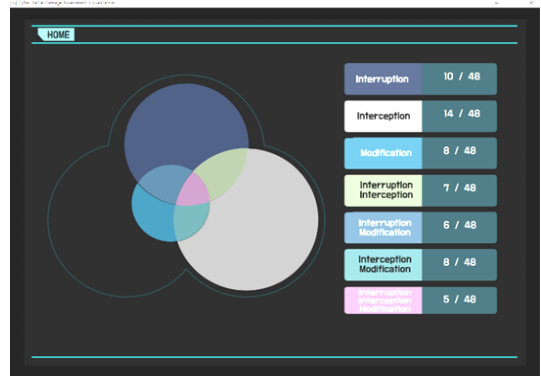 HOME
Interruption 10 / 48
Interception 14 / 48
Modification 8 / 48
Interruption
Interception
7 / 48
Interruption
Modification
6 / 48
Interception
Modification
8 / 48
Interruption
Interception
Modification
5 / 48